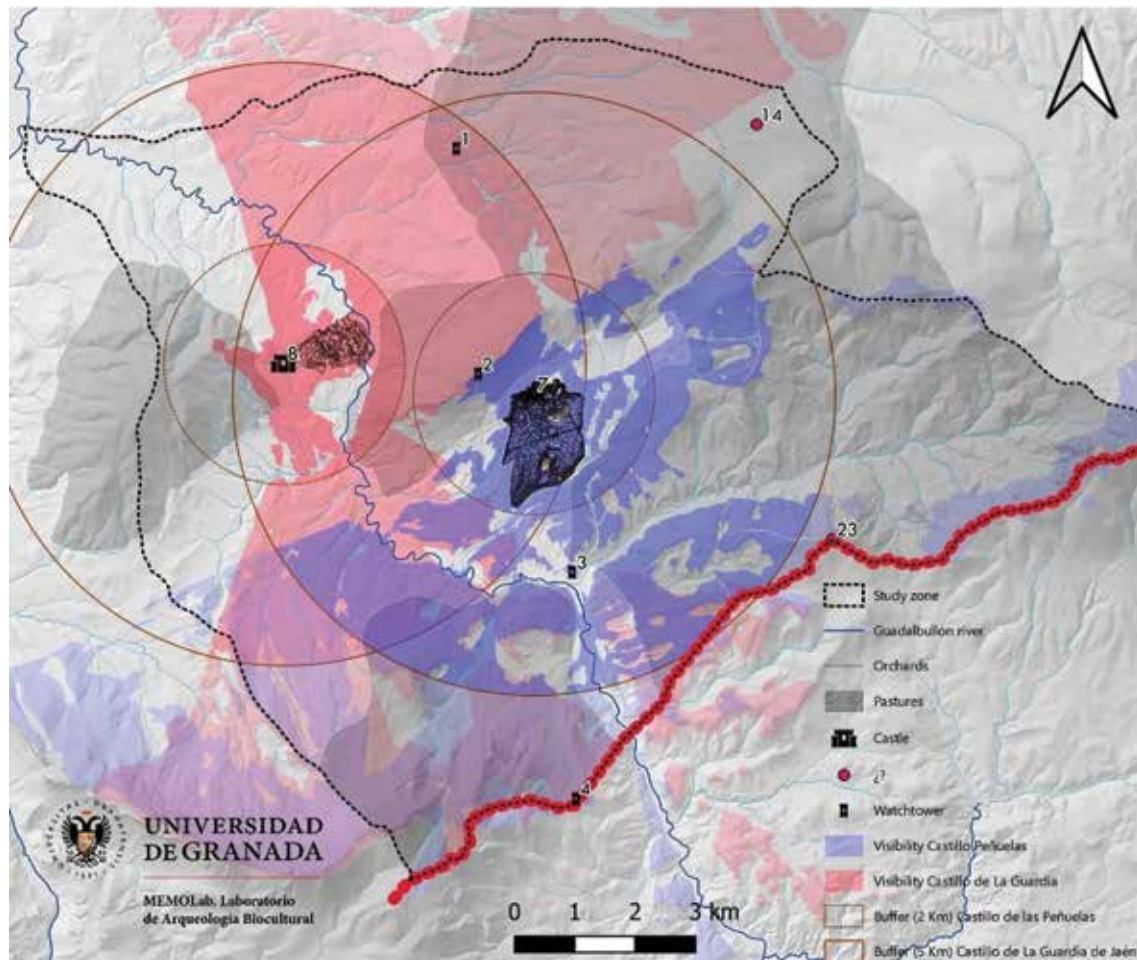 14
1
8
2
7
3
23
4
Study zone
Guadalbullon river
Orchards
Pastures
Castle
¿?
Watchtower
Visibility Castillo Peñuelas
Visibility Castillo de La Guardia
Buffer (2 Km) Castillo de las Peñuelas
Buffer (5 Km) Castillo de La Guardia de Jaén
UNIVERSIDAD
DE GRANADA
MEMOLab. Laboratorio
de Arqueología Biocultural
0 1 2 3 km